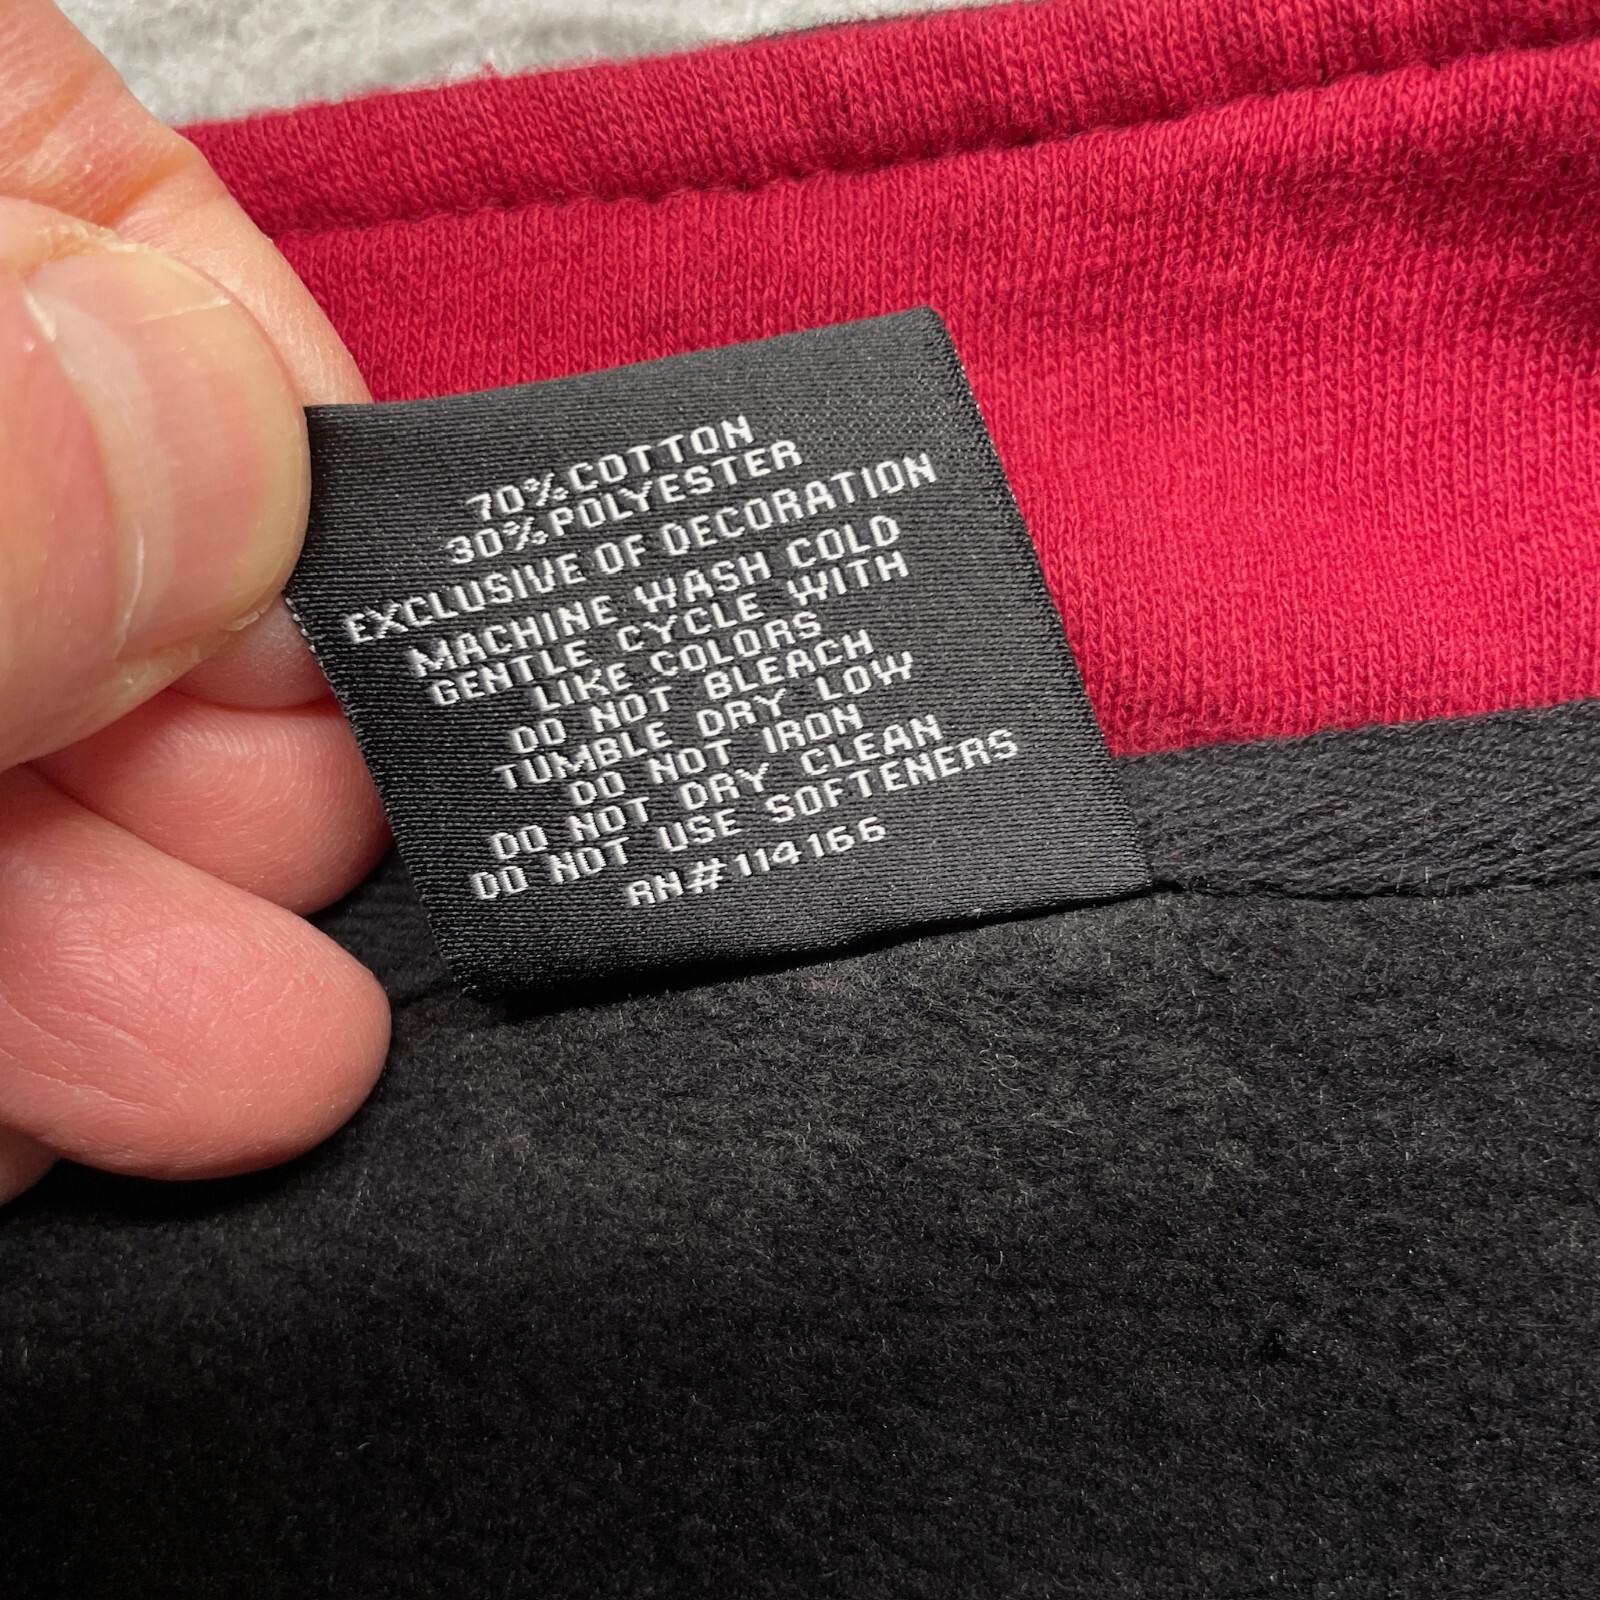 70% COTTON
30% POLYESTER
EXCLUSIVE OF DECORATION
MACHINE WASH COLD
GENTLE CYCLE WITH
LIKE COLORS
DO NOT BLEACH
TUMBLE DRY LOW
DO NOT IRON
DO NOT DRY CLEAN
DO NOT USE SOFTENERS
RN#114166